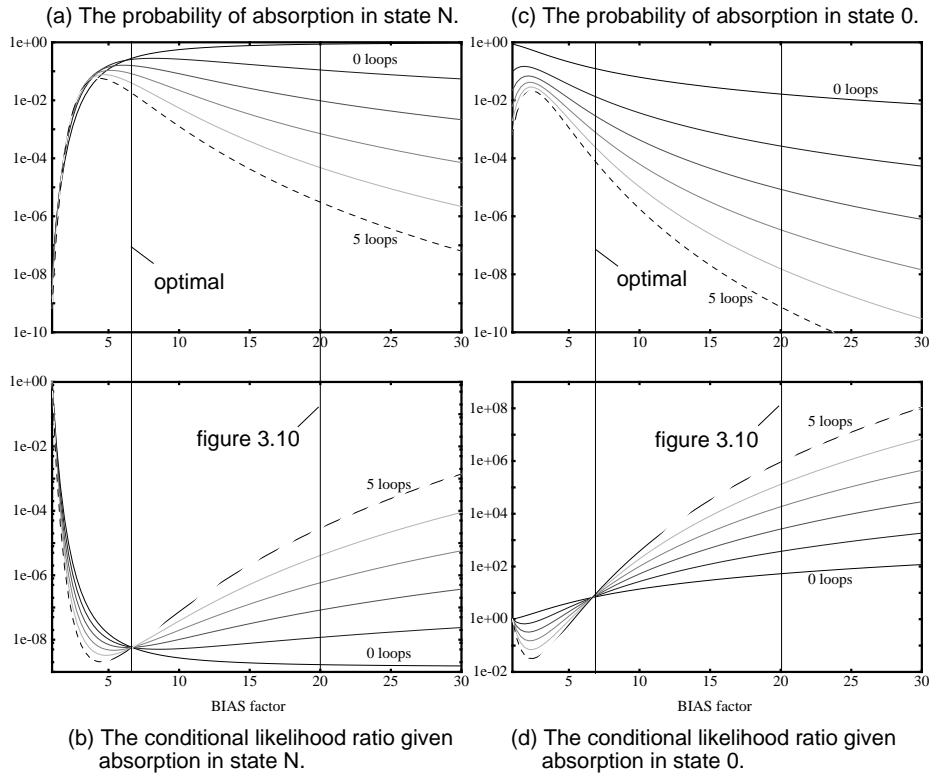 (a) The probability of absorption in state N.
1e+00
1e-02
1e-04
1e-06
1e-08
1e-10
0 loops
5 loops
optimal
5 10 15 20 25 30
(c) The probability of absorption in state 0.
1e+00
1e-02
1e-04
1e-06
1e-08
1e-10
0 loops
5 loops
optimal
5 10 15 20 25 30
1e+00
1e-02
1e-04
1e-06
1e-08
figure 3.10
5 loops
0 loops
5 10 15 20 25 30
BIAS factor
(b) The conditional likelihood ratio given
absorption in state N.
1e+08
1e+06
1e+04
1e+02
1e+00
1e-02
figure 3.10
5 loops
0 loops
5 10 15 20 25 30
BIAS factor
(d) The conditional likelihood ratio given
absorption in state 0.